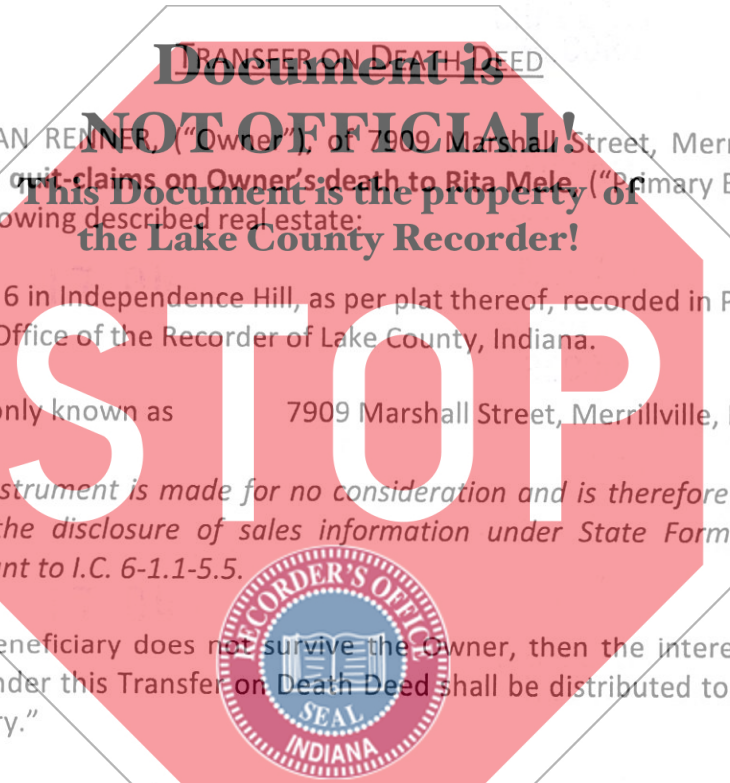 TRANSFER ON DEATH DEED
Document is
NOT OFFICIAL!
This Document is the property of
the Lake County Recorder!
AN RENNER, ("Owner"), of 7909 Marshall Street, Merr
quit-claims on Owner's death to Rita Mele, ("Primary B
owing described real estate:
6 in Independence Hill, as per plat thereof, recorded in P
Office of the Recorder of Lake County, Indiana.
STOP
only known as 7909 Marshall Street, Merrillville,
strument is made for no consideration and is therefore
the disclosure of sales information under State Form
nt to I.C. 6-1.1-5.5.
eneficiary does not survive the Owner, then the intere
nder this Transfer on Death Deed shall be distributed to
ry."
RECORDER'S OFFICE
SEAL
INDIANA